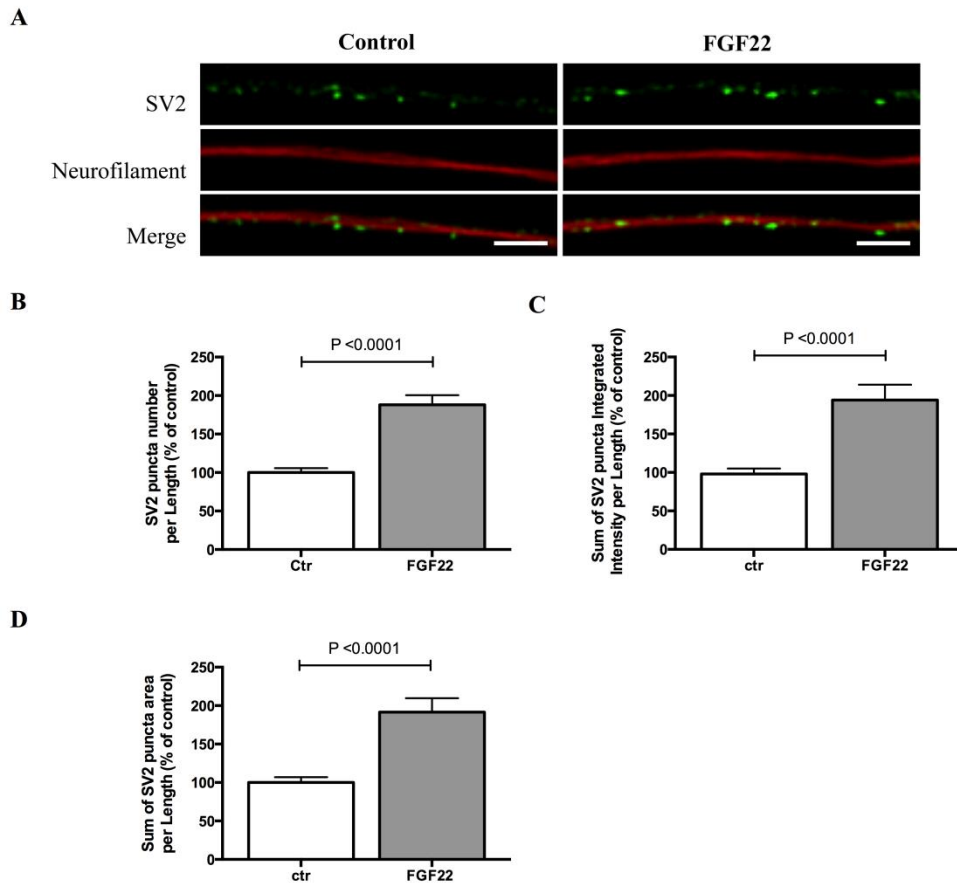 A
Control
FGF22
SV2
Neurofilament
Merge
B
P <0.0001
SV2 puncta number
per Length (% of control)
250
200
150
100
50
0
Ctr
FGF22
C
P <0.0001
Sum of SV2 puncta Integrated
Intensity per Length (% of control)
250
200
150
100
50
0
ctr
FGF22
D
P <0.0001
Sum of SV2 puncta area
per Length (% of control)
250
200
150
100
50
0
ctr
FGF22